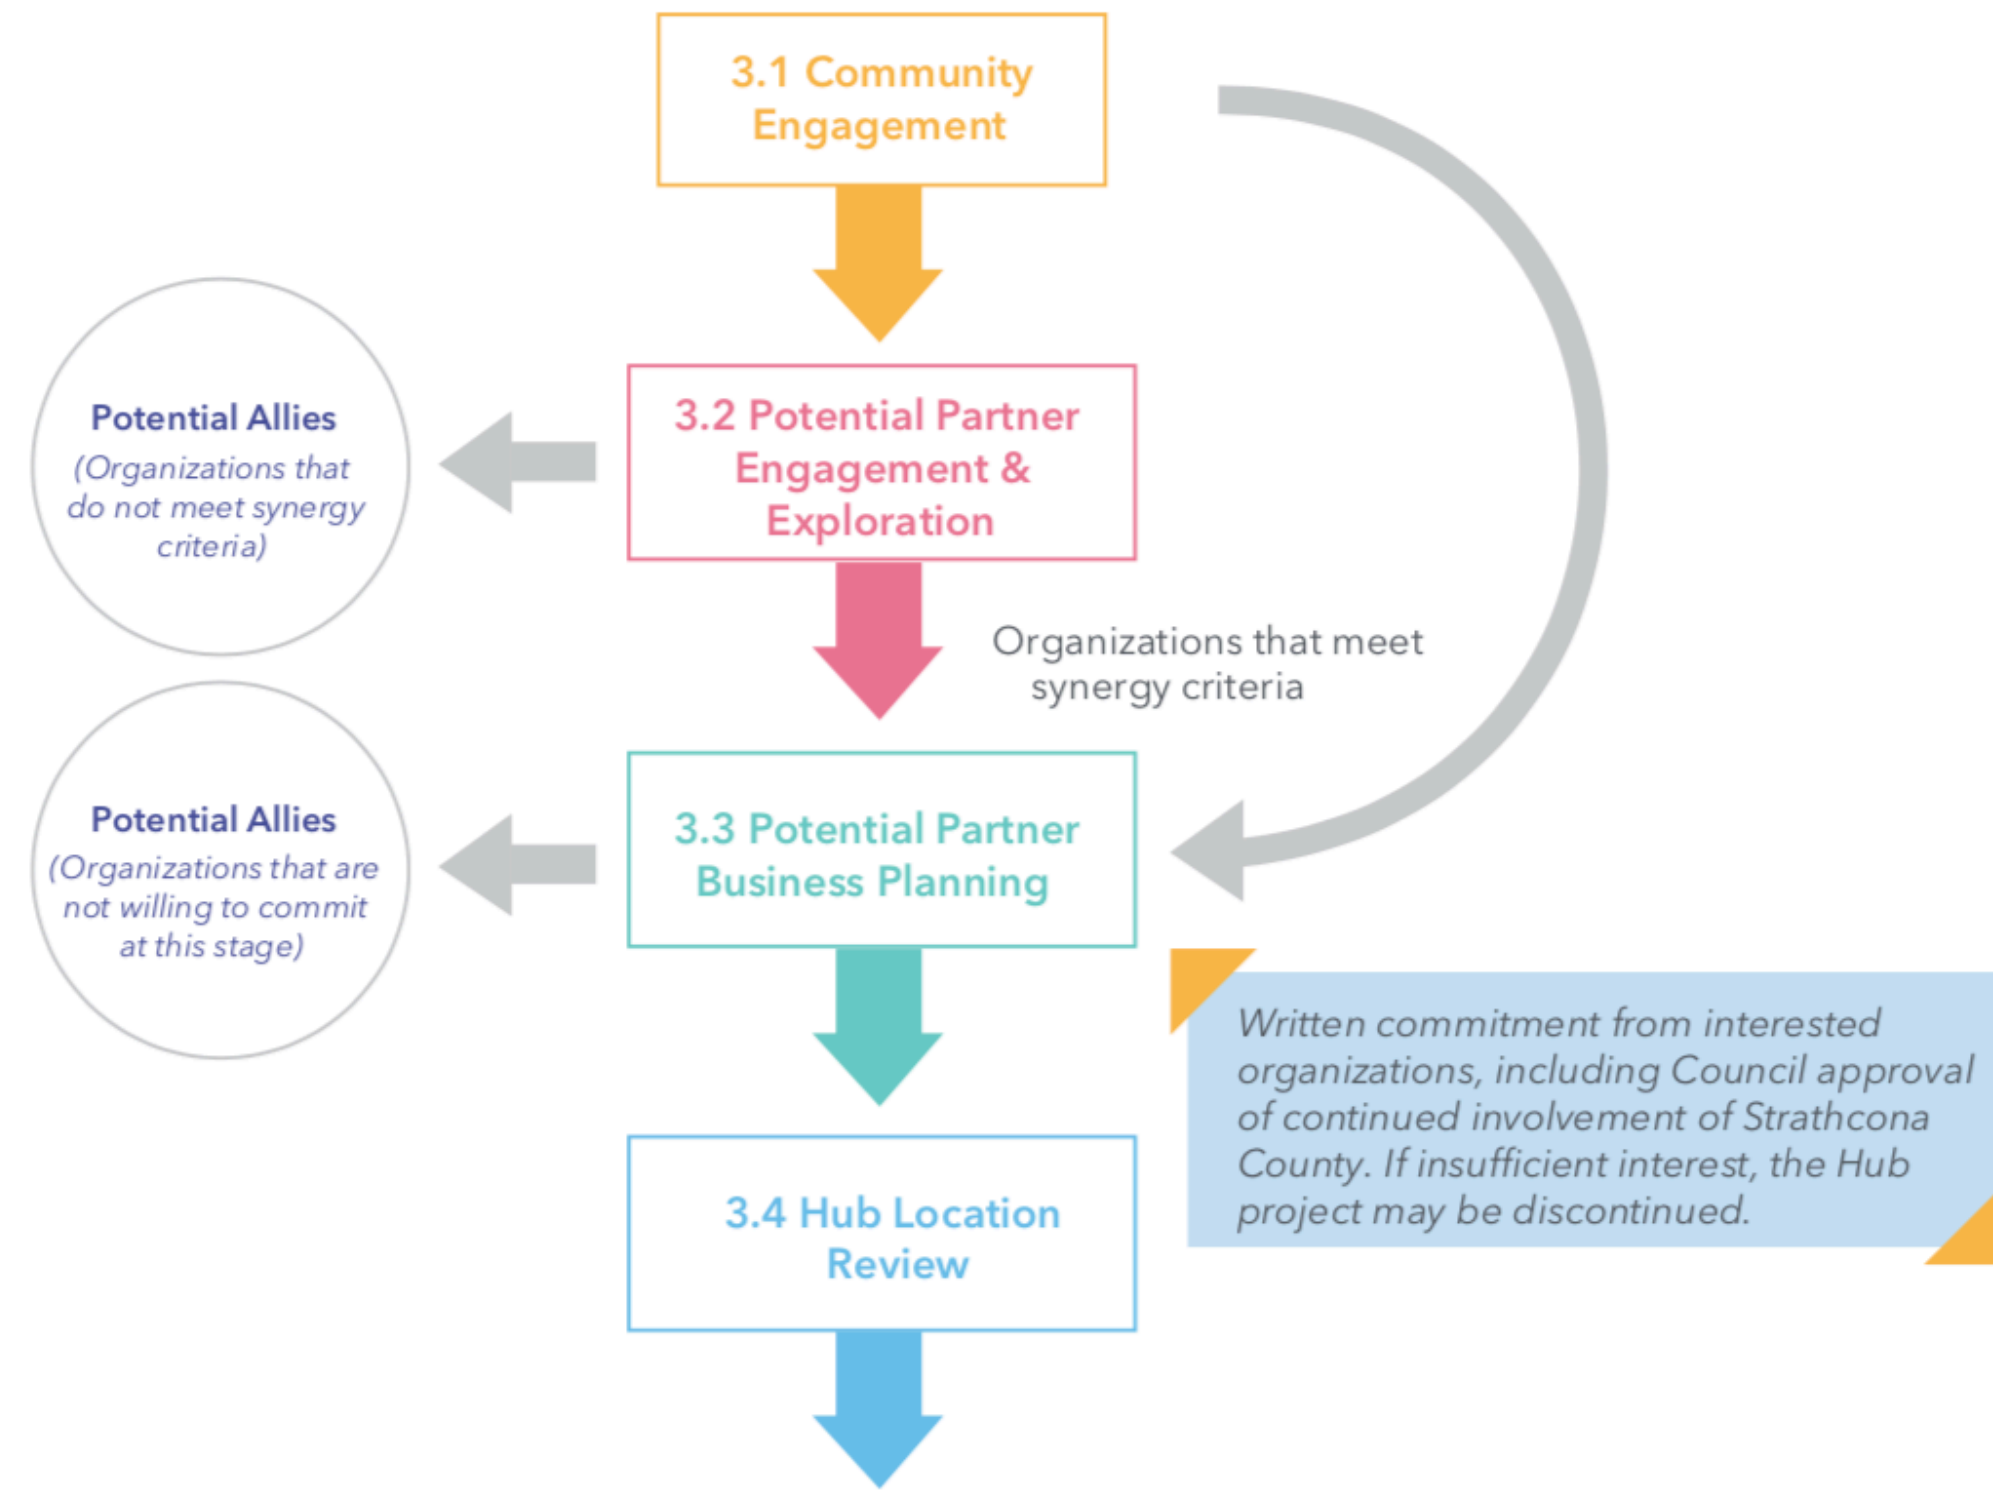 3.1 Community
Engagement
3.2 Potential Partner
Engagement &
Exploration
Potential Allies
(Organizations that
do not meet synergy
criteria)
Organizations that meet
synergy criteria
3.3 Potential Partner
Business Planning
Potential Allies
(Organizations that are
not willing to commit
at this stage)
Written commitment from interested
organizations, including Council approval
of continued involvement of Strathcona
County. If insufficient interest, the Hub
project may be discontinued.
3.4 Hub Location
Review